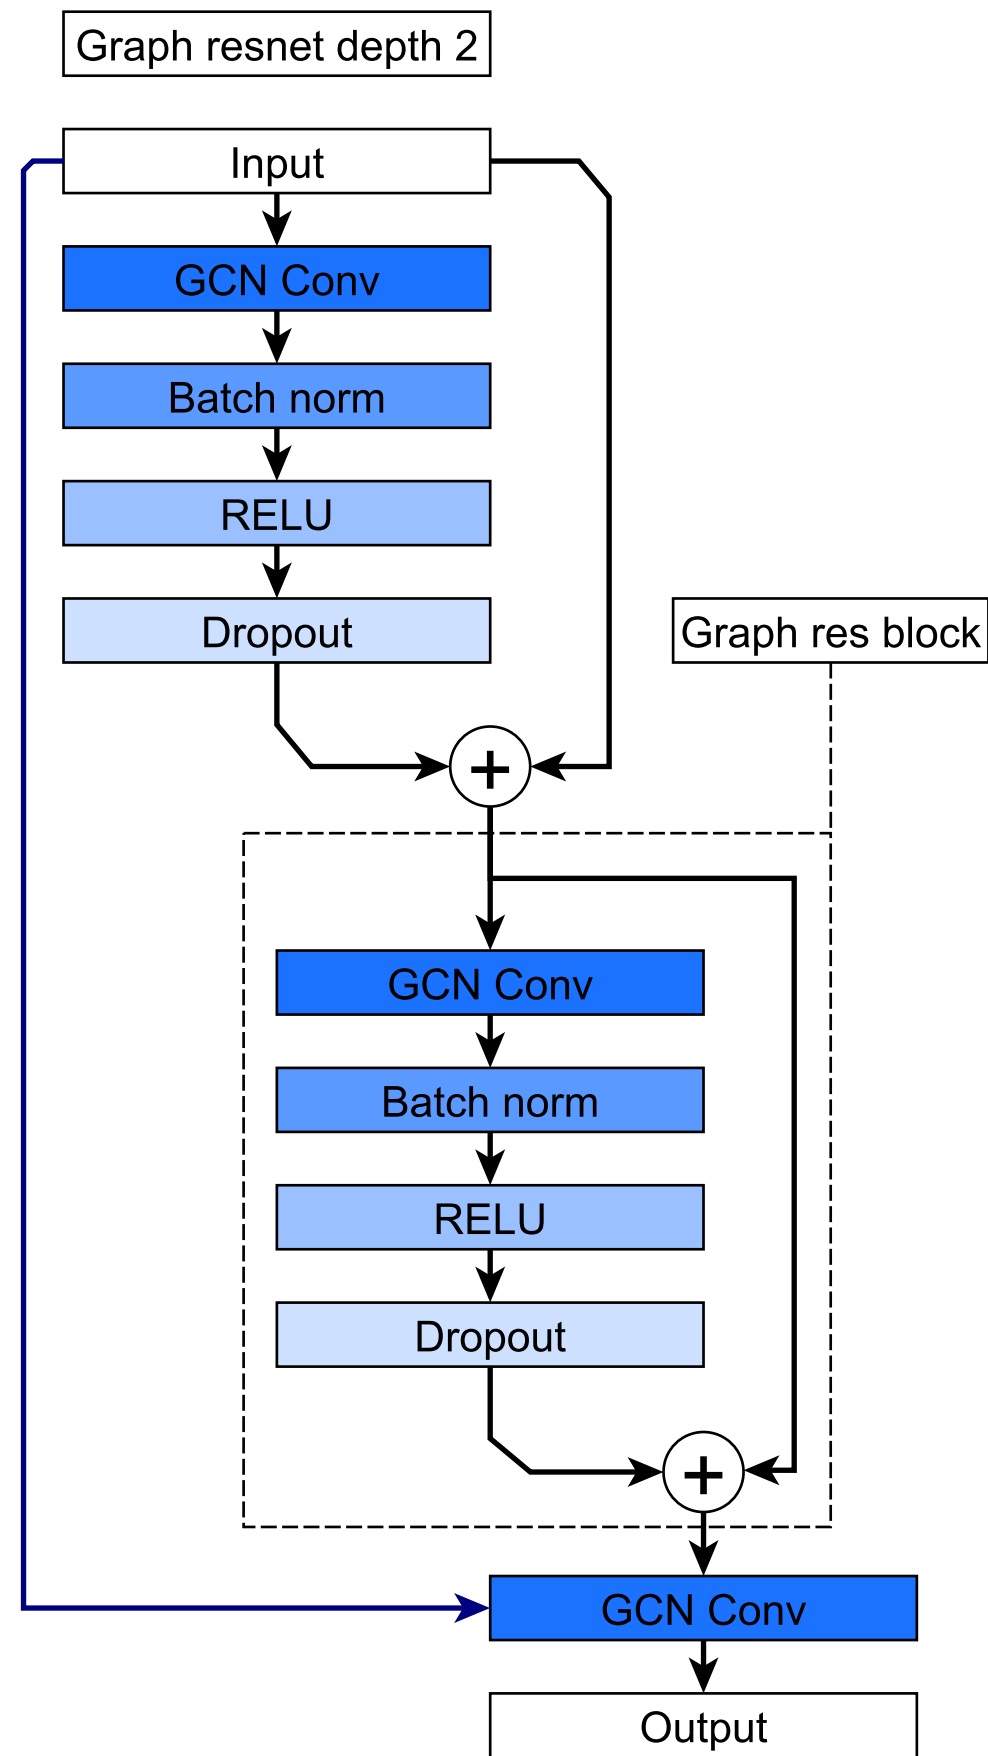 Graph resnet depth 2
Input
GCN Conv
Batch norm
RELU
Dropout
Graph res block
+
GCN Conv
Batch norm
RELU
Dropout
+
GCN Conv
Output